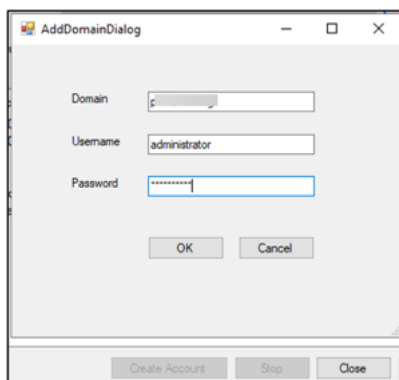 AddDomainDialog
Domain
Username administrator
Password **********
OK Cancel
Create Account Stop Close